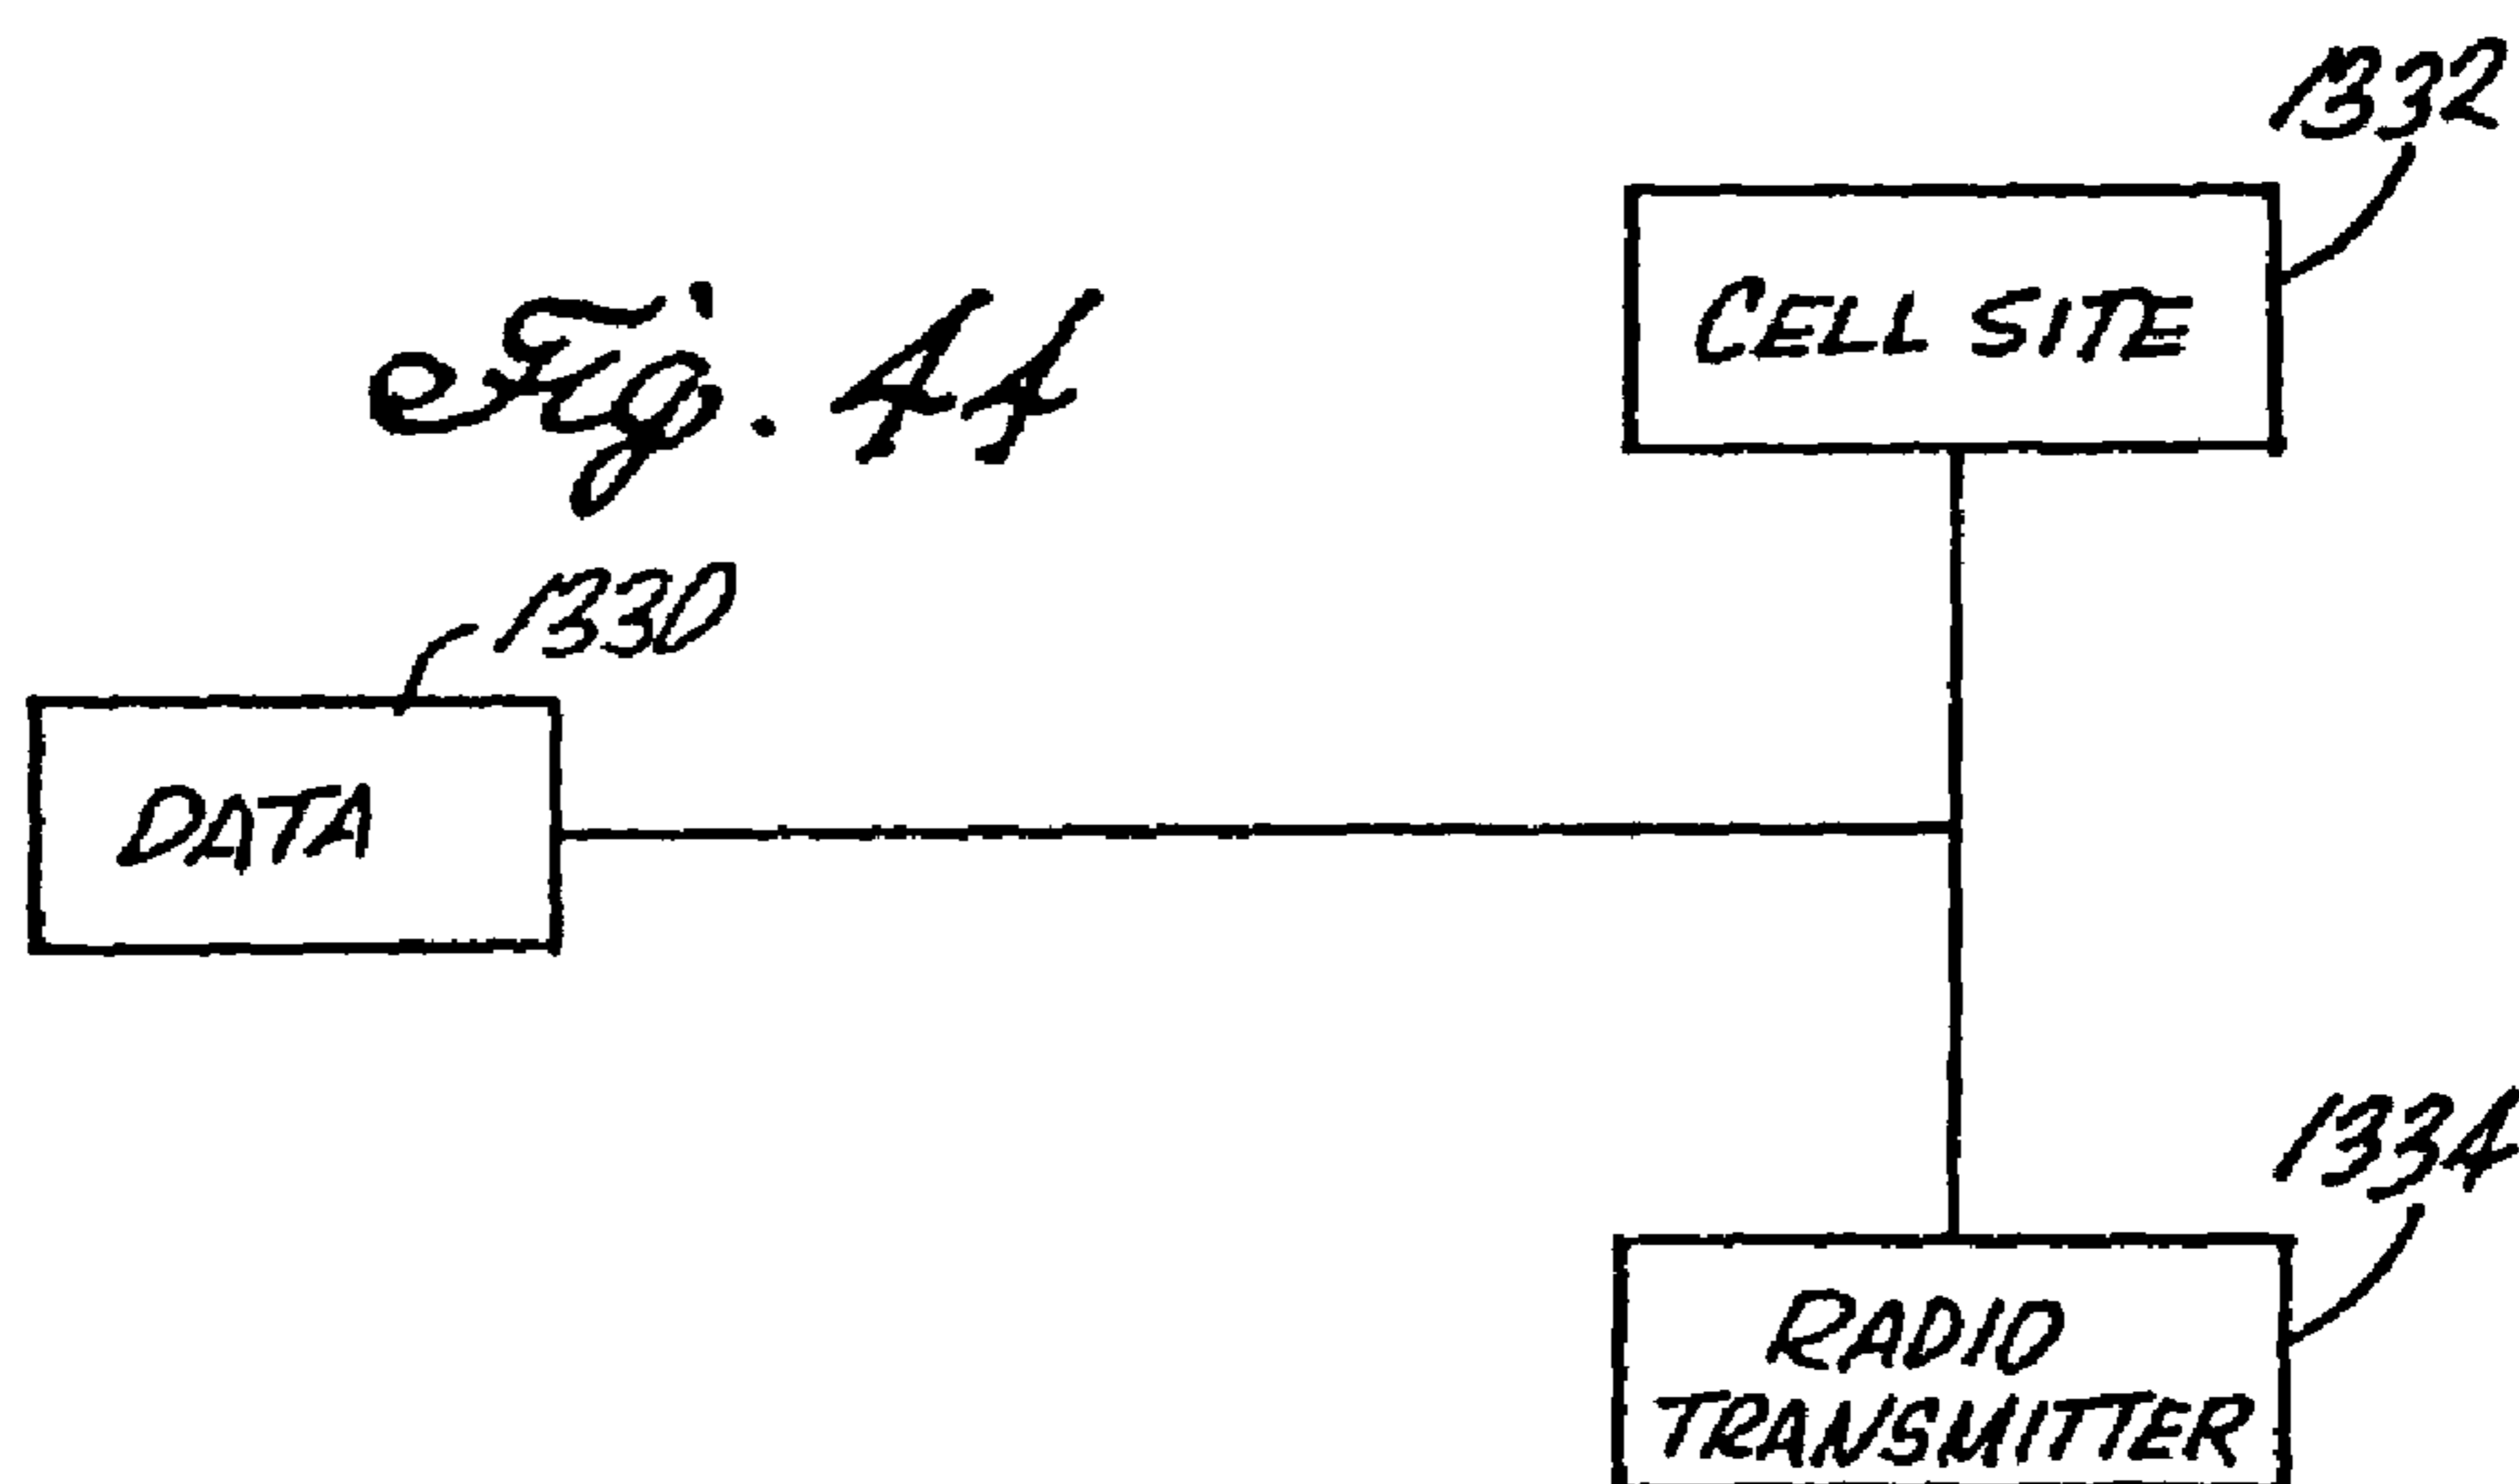 1332
CELL SITE
Fig. 44
1330
DATA
1334
RADIO
TRANSMITTER